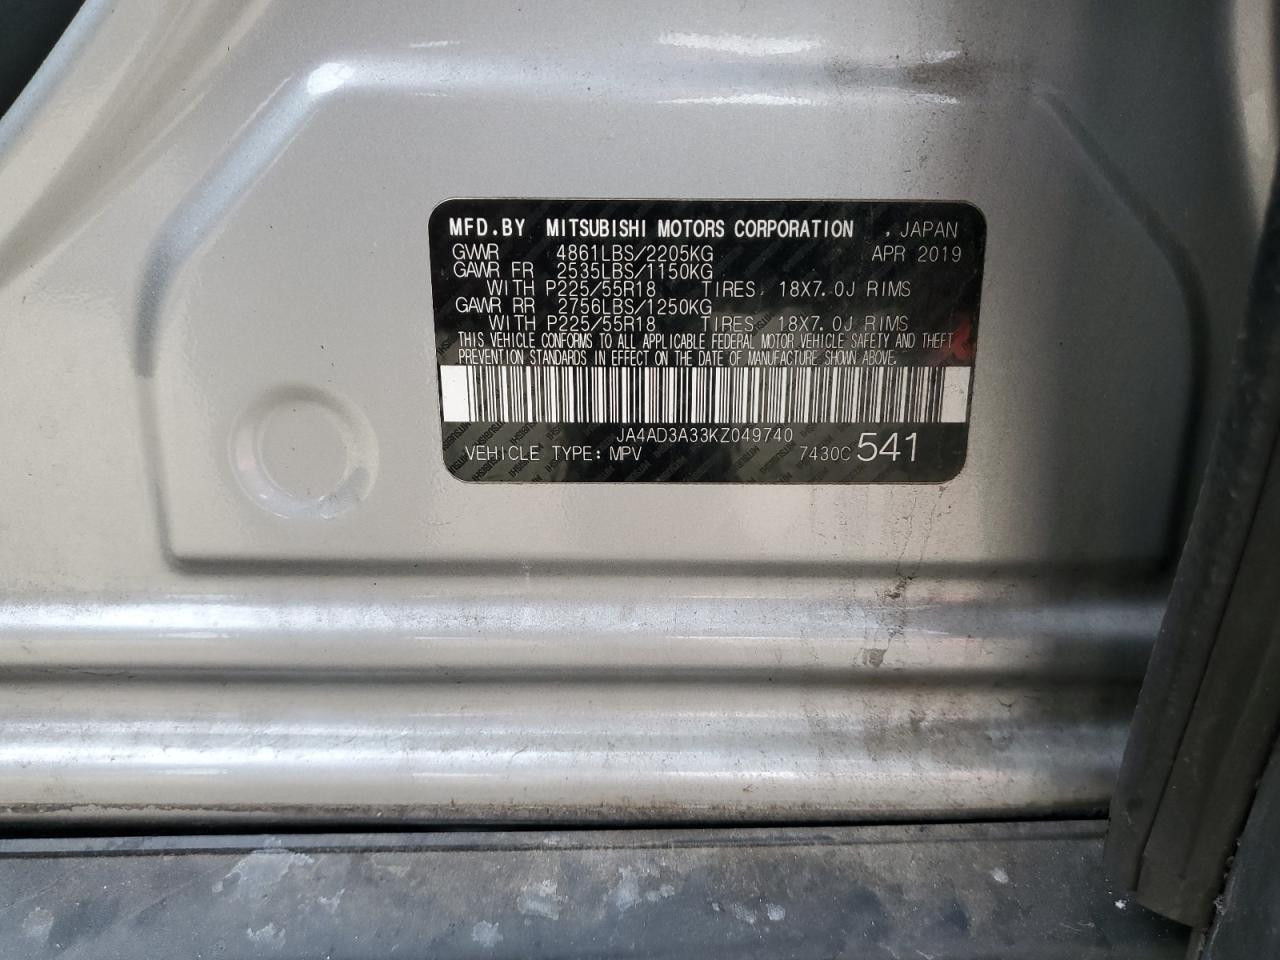 MFD.BY MITSUBISHI MOTORS CORPORATION , JAPAN
GVWR 4861LBS/2205KG APR 2019
GAWR FR 2535LBS/1150KG
WITH P225/55R18 TIRES, 18X7.0J RIMS
GAWR RR 2756LBS/1250KG
WITH P225/55R18 TIRES, 18X7.0J RIMS
THIS VEHICLE CONFORMS TO ALL APPLICABLE FEDERAL MOTOR VEHICLE SAFETY AND THEFT
PREVENTION STANDARDS IN EFFECT ON THE DATE OF MANUFACTURE SHOWN ABOVE.
JA4AD3A33KZ049740
VEHICLE TYPE: MPV 7430C 541